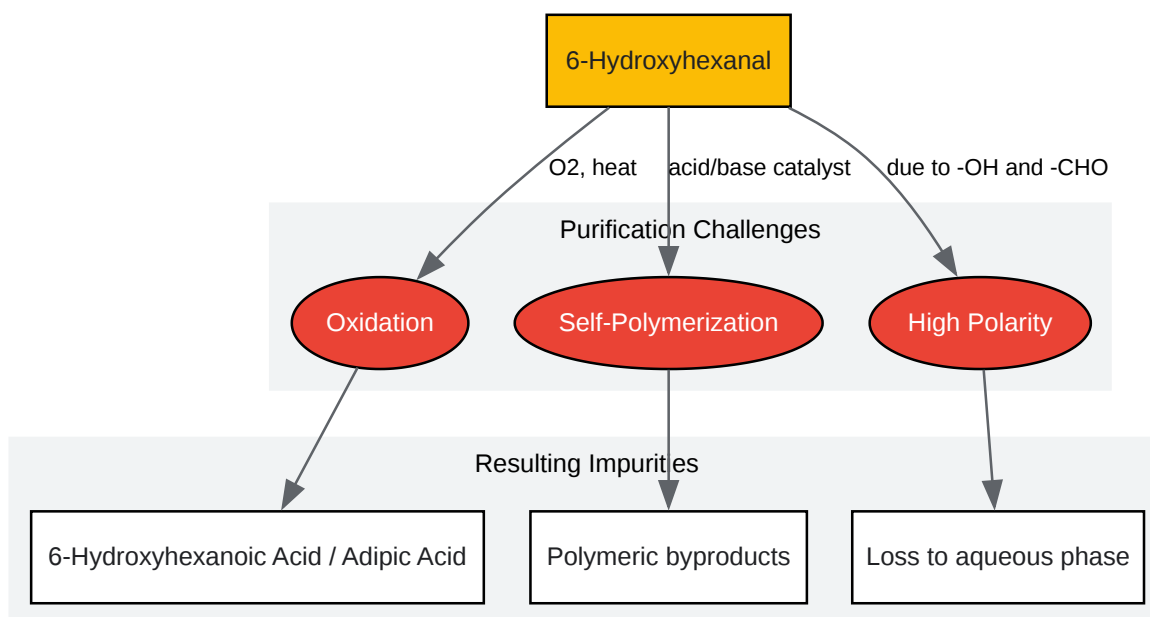 6-Hydroxyhexanal
O2, heat
acid/base catalyst
due to -OH and -CHO
Purification Challenges
Oxidation
Self-Polymerization
High Polarity
Resulting Impurities
6-Hydroxyhexanoic Acid / Adipic Acid
Polymeric byproducts
Loss to aqueous phase